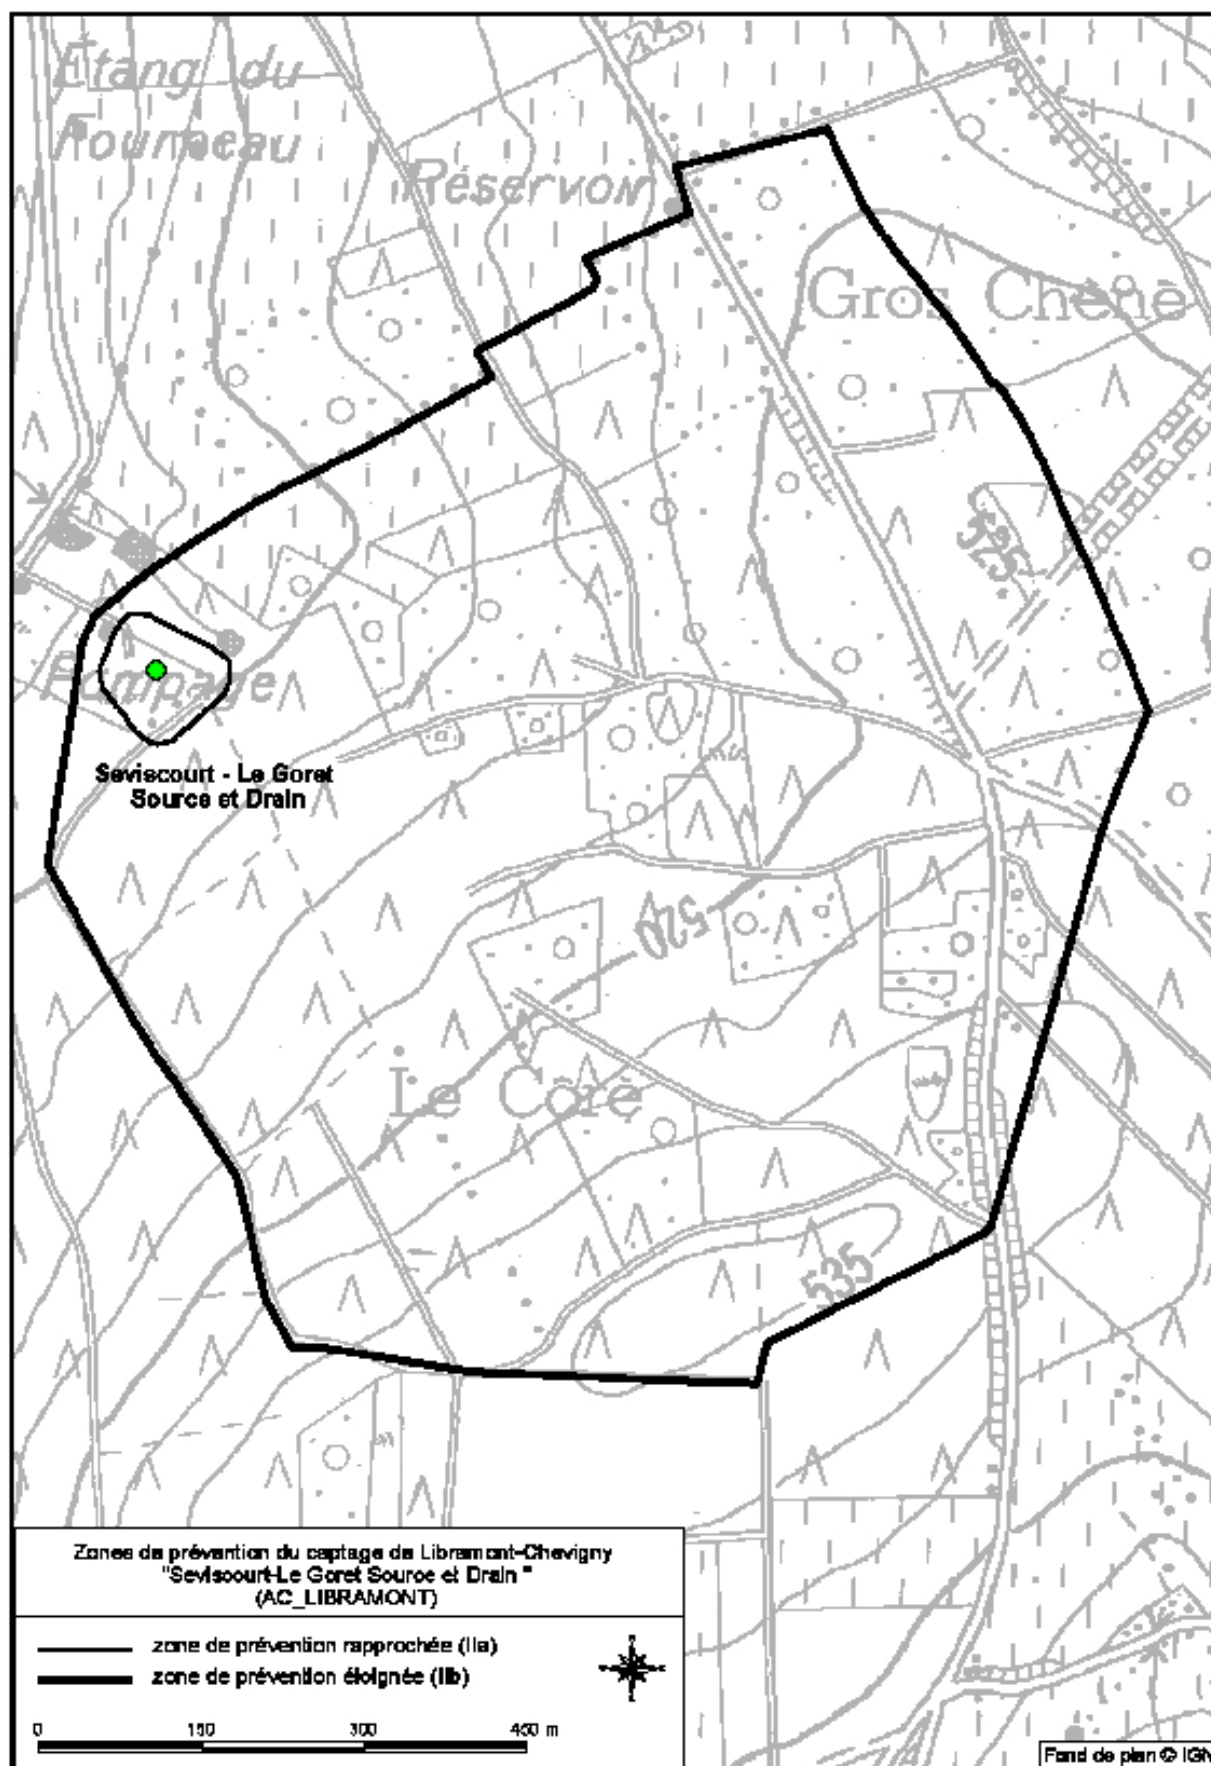 Étang du
Fourneau
Réservoir
Gros Chêne
525
Pompage
Seviscourt - Le Goret
Source et Drain
520
Le Corè
535
Zones de prévention du captage de Libramont-Chevigny
"Seviscourt-Le Goret Source et Drain "
(AC_LIBRAMONT)
zone de prévention rapprochée (IIa)
zone de prévention éloignée (IIb)
0 150 300 450 m
Fond de plan © IGN